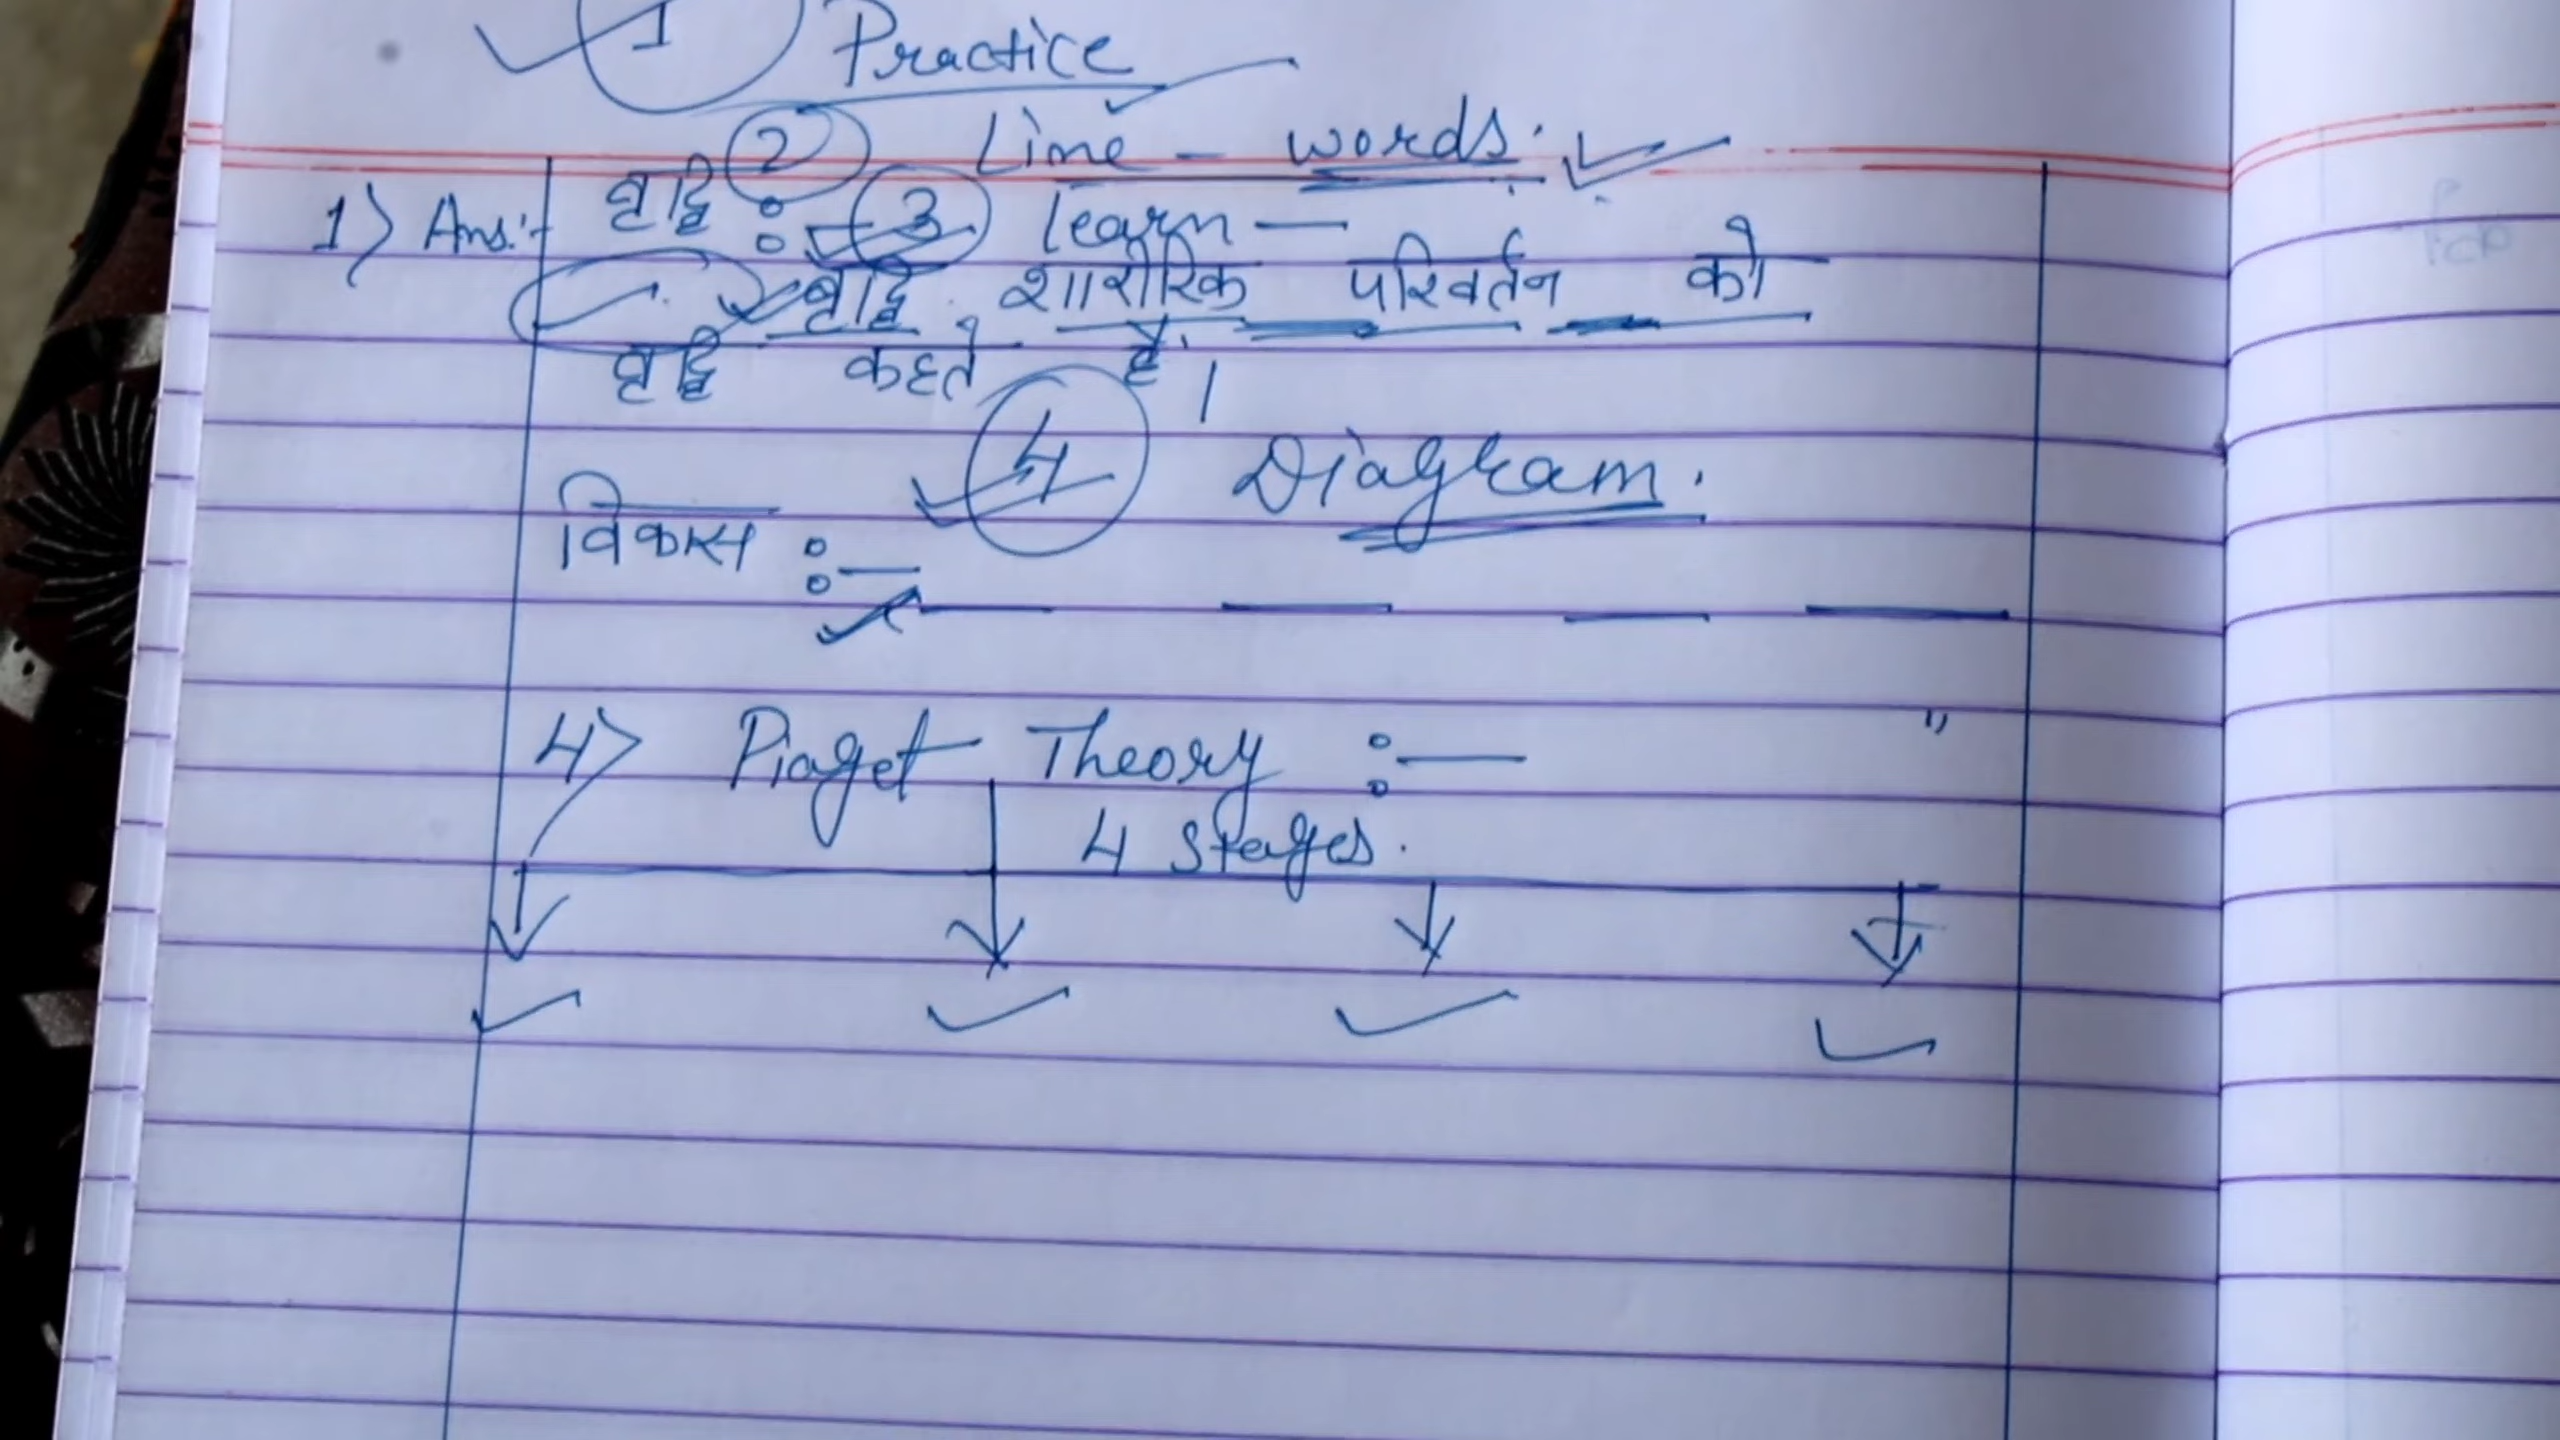 1 Practice
2 Line - words.
1) Ans:- वृद्धि :- 3 learn —
वृद्धि शारीरिक परिवर्तन को
वृद्धि कहते हैं।
4 Diagram.
विकास :-
4) Piaget Theory :- "
4 stages.